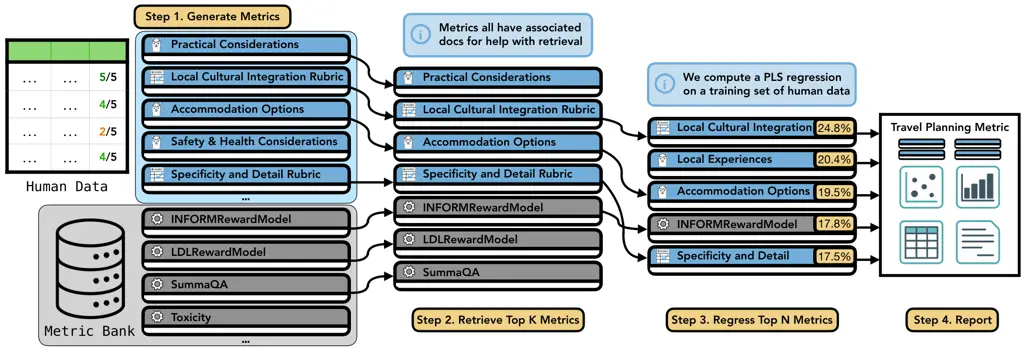 Step 1. Generate Metrics
... ... 5/5
... ... 4/5
... ... 2/5
... ... 4/5
Human Data
Practical Considerations
Local Cultural Integration Rubric
Accommodation Options
Safety & Health Considerations
Specificity and Detail Rubric
...
INFORMRewardModel
LDLRewardModel
SummaQA
Toxicity
...
Metric Bank
Metrics all have associated
docs for help with retrieval
Practical Considerations
Local Cultural Integration Rubric
Accommodation Options
Specificity and Detail Rubric
INFORMRewardModel
LDLRewardModel
SummaQA
Step 2. Retrieve Top K Metrics
We compute a PLS regression
on a training set of human data
Local Cultural Integration 24.8%
Local Experiences 20.4%
Accommodation Options 19.5%
INFORMRewardModel 17.8%
Specificity and Detail 17.5%
Step 3. Regress Top N Metrics
Travel Planning Metric
Step 4. Report